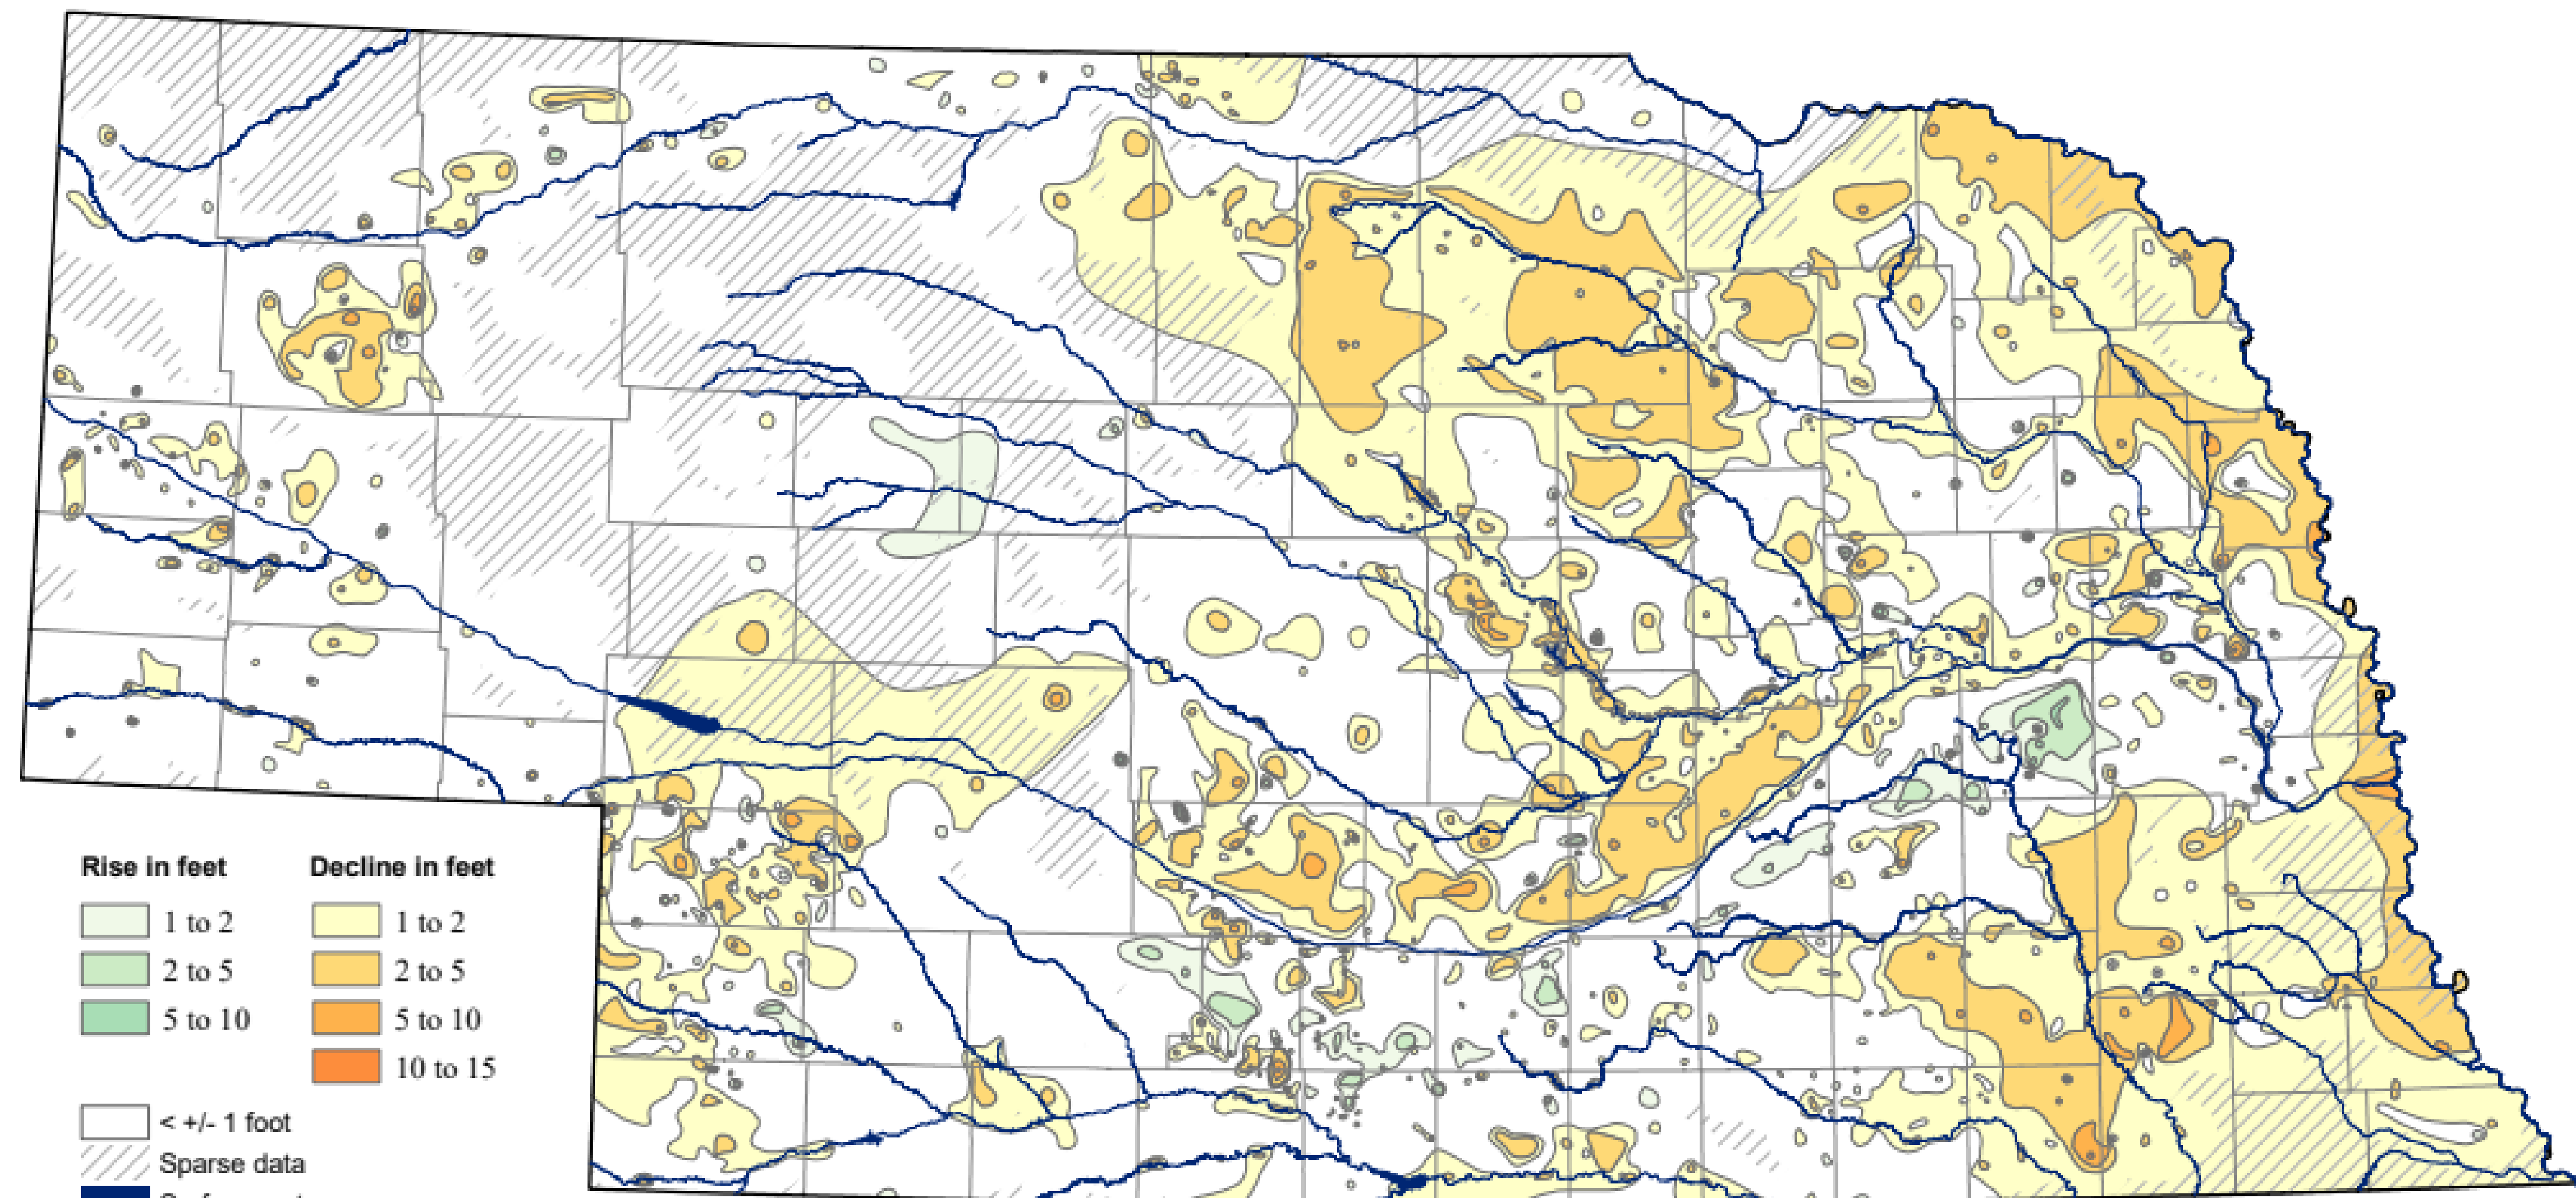 Rise in feet
1 to 2
2 to 5
5 to 10
Decline in feet
1 to 2
2 to 5
5 to 10
10 to 15
< +/- 1 foot
Sparse data